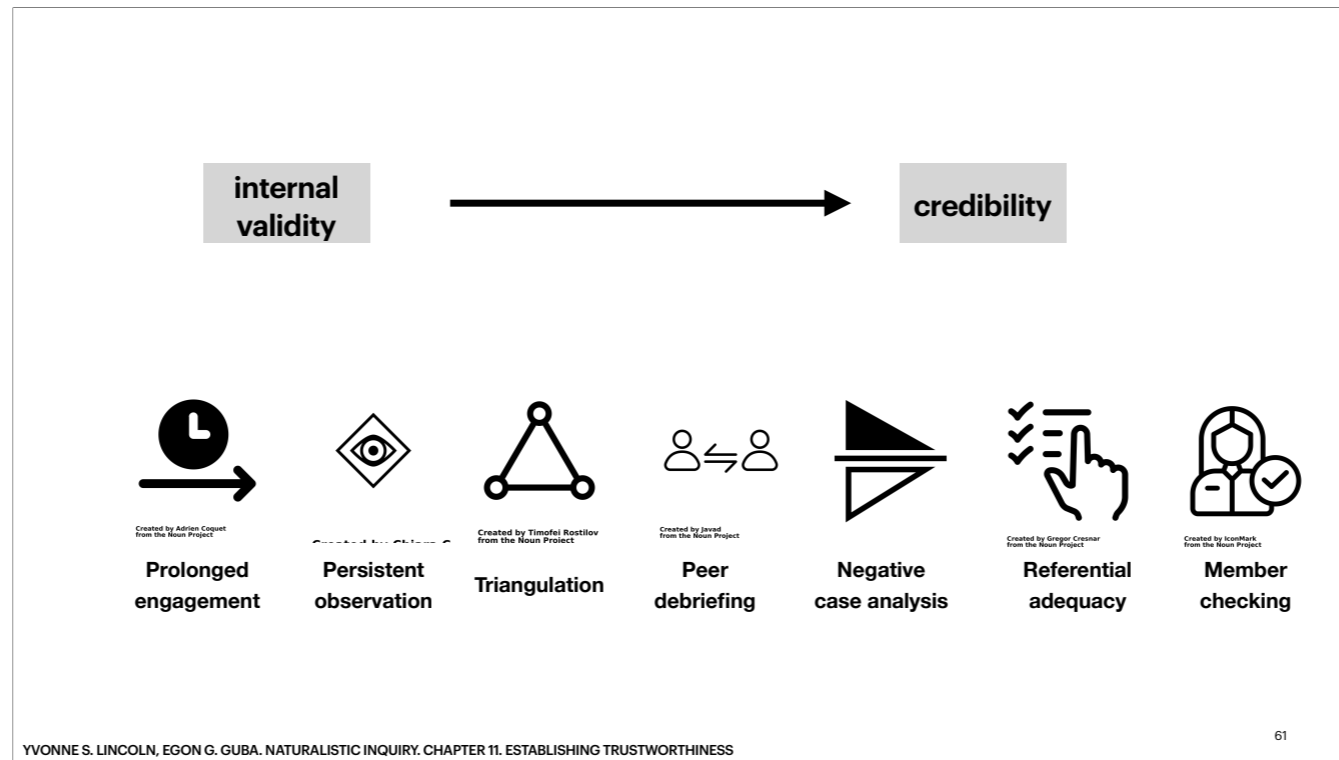 internal
validity
credibility
Created by Adrien Coquet
from the Noun Project
Created by Timofei Rostilov
from the Noun Project
Created by Javad
from the Noun Project
Created by Gregor Cresnar
from the Noun Project
Created by IconMark
from the Noun Project
Prolonged
engagement
Persistent
observation
Triangulation
Peer
debriefing
Negative
case analysis
Referential
adequacy
Member
checking
61
YVONNE S. LINCOLN, EGON G. GUBA. NATURALISTIC INQUIRY. CHAPTER 11. ESTABLISHING TRUSTWORTHINESS